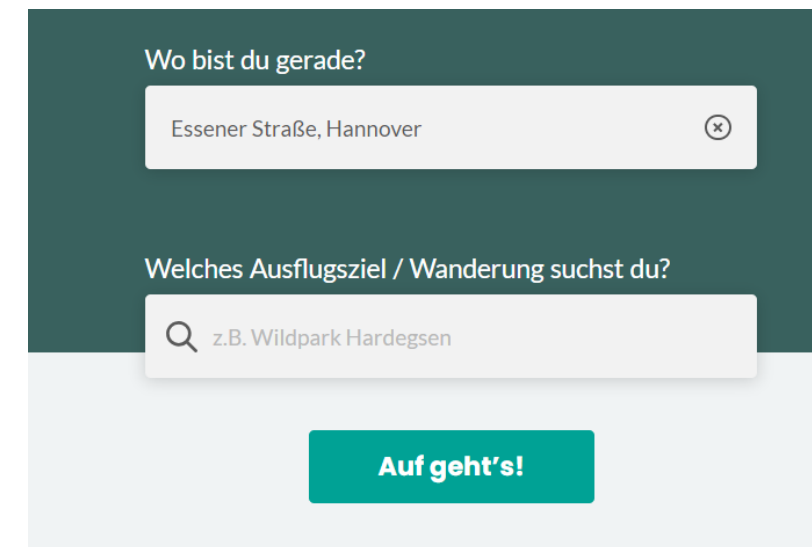 Wo bist du gerade?
Essener Straße, Hannover
Welches Ausflugsziel / Wanderung suchst du?
z.B. Wildpark Hardegsen
Auf geht's!